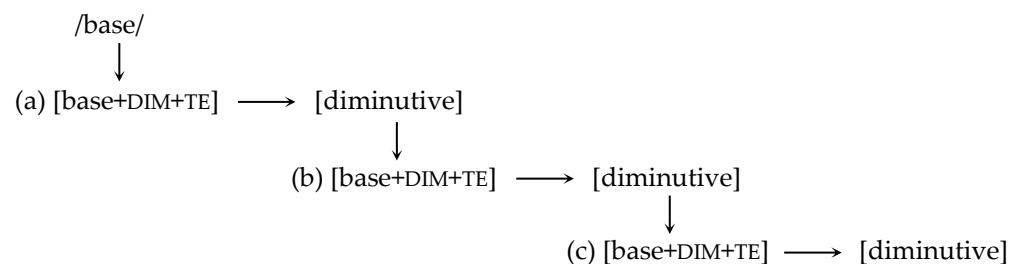 /base/
(a) [base+DIM+TE] [diminutive]
(b) [base+DIM+TE] [diminutive]
(c) [base+DIM+TE] [diminutive]